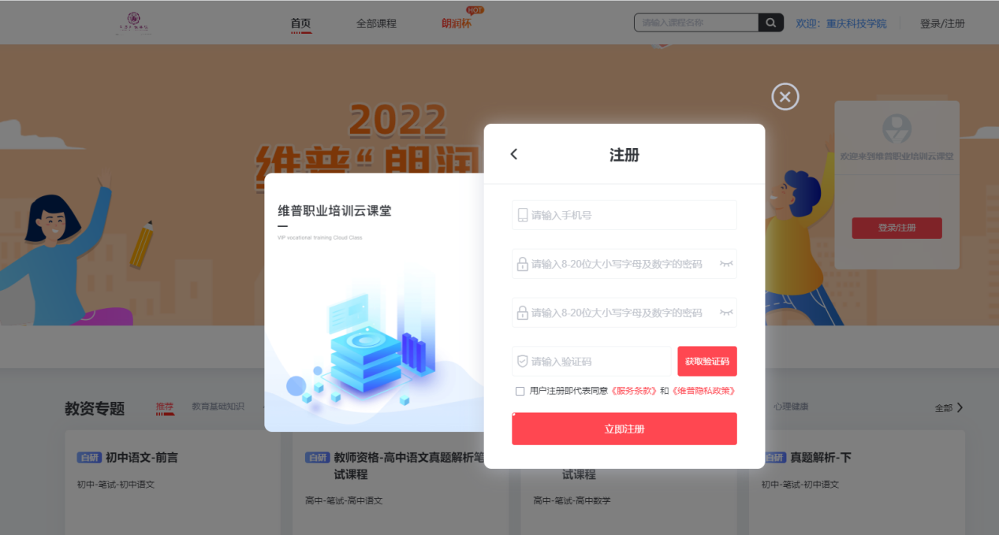 首页
全部课程
朗润杯
HOT
请输入课程名称
欢迎：重庆科技学院
登录/注册
2022
维普“朗润
欢迎来到维普职业培训云课堂
登录/注册
维普职业培训云课堂
VIP vocational training Cloud Class
注册
请输入手机号
请输入8-20位大小写字母及数字的密码
请输入8-20位大小写字母及数字的密码
请输入验证码
获取验证码
用户注册即代表同意《服务条款》和《维普隐私政策》
立即注册
教资专题
推荐
教育基础知识
心理健康
全部
自研 初中语文-前言
初中-笔试-初中语文
自研 教师资格-高中语文真题解析笔
试课程
高中-笔试-高中语文
试课程
高中-笔试-高中数学
自研 真题解析-下
初中-笔试-初中语文